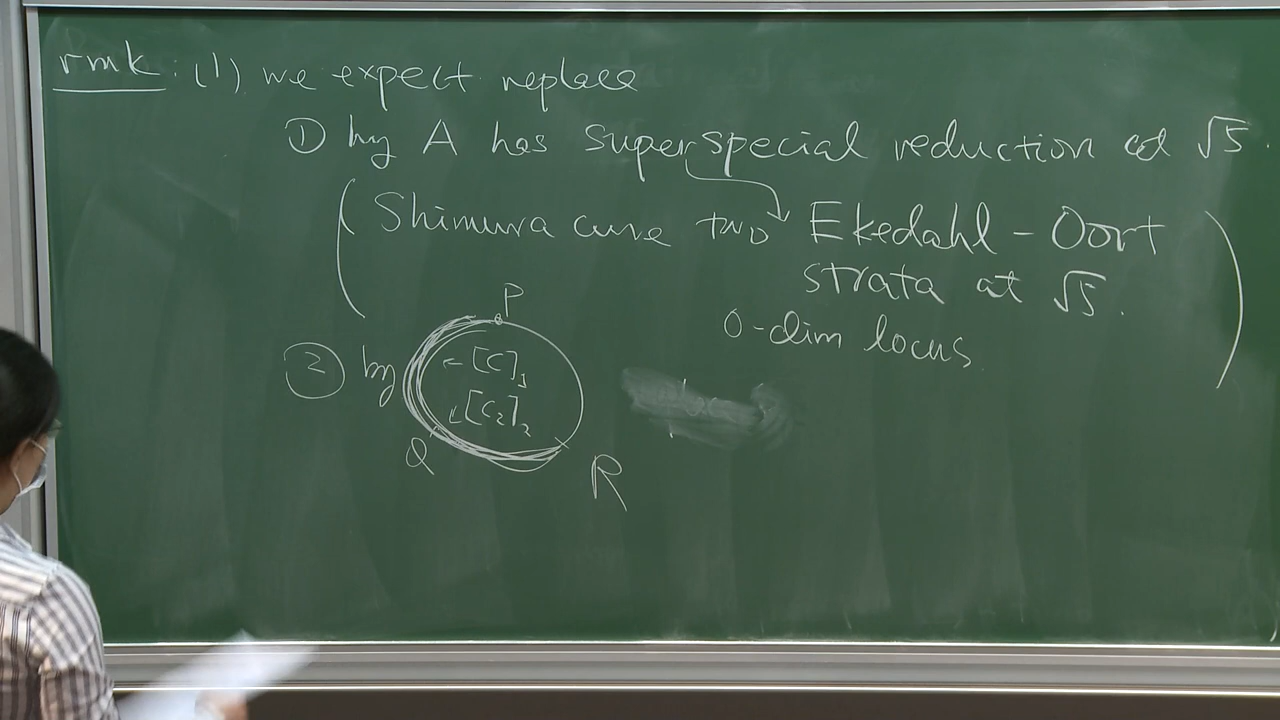 rmk: (1) we expect replace
① by A has superspecial reduction at √5.
(Shimura curve two Ekedahl-Oort
strata at √5.
0-dim locus)
P
② by
← [C]₁
[C₂]₂
Q
R